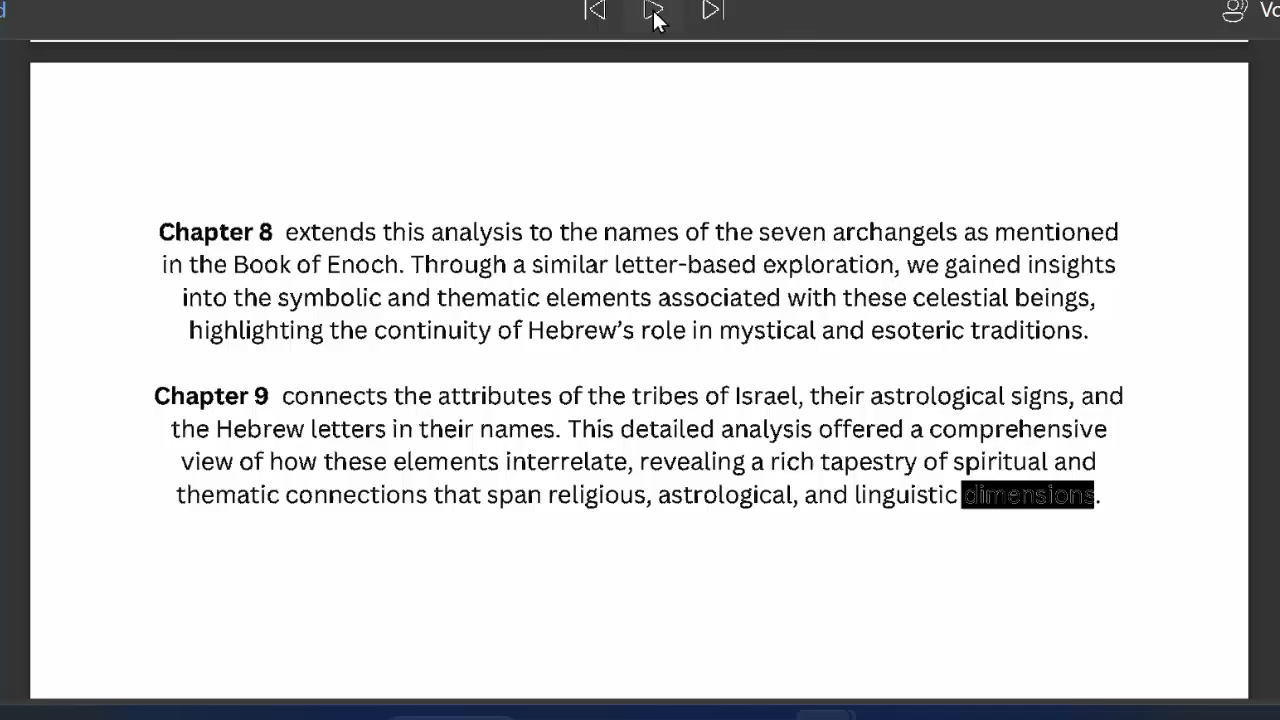 d
Vo
Chapter 8 extends this analysis to the names of the seven archangels as mentioned
in the Book of Enoch. Through a similar letter-based exploration, we gained insights
into the symbolic and thematic elements associated with these celestial beings,
highlighting the continuity of Hebrew’s role in mystical and esoteric traditions.
Chapter 9 connects the attributes of the tribes of Israel, their astrological signs, and
the Hebrew letters in their names. This detailed analysis offered a comprehensive
view of how these elements interrelate, revealing a rich tapestry of spiritual and
thematic connections that span religious, astrological, and linguistic dimensions.